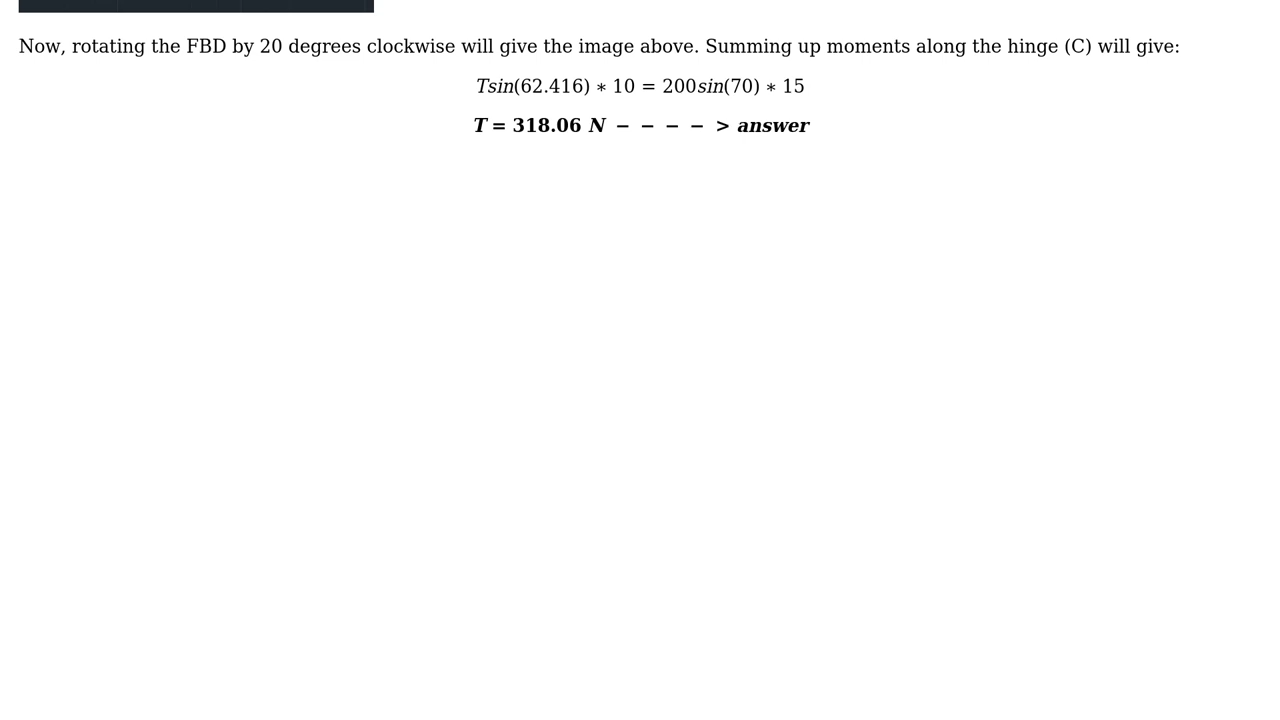 Now, rotating the FBD by 20 degrees clockwise will give the image above. Summing up moments along the hinge (C) will give:
Tsin(62.416) ∗ 10 = 200sin(70) ∗ 15
T = 318.06 N − − − − > answer